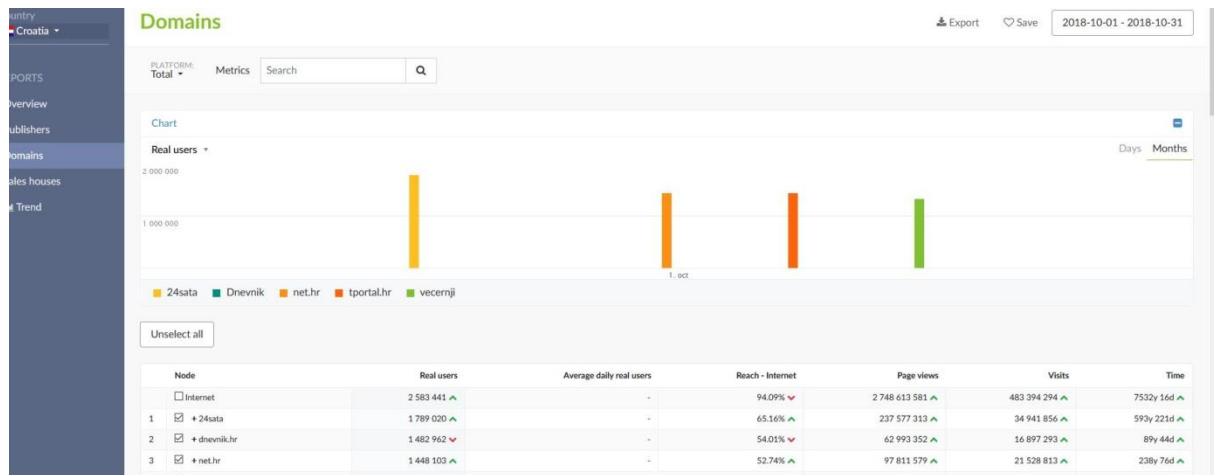 ountry
Croatia
PORTS
Overview
ublishers
omains
ales houses
Trend
Domains
Export
Save
2018-10-01 - 2018-10-31
PLATFORM:
Total
Metrics
Search
Chart
Real users
Days Months
2 000 000
1 000 000
1. oct
24sata Dnevnik net.hr tportal.hr vecernji
Unselect all
Node Real users Average daily real users Reach - Internet Page views Visits Time
Internet 2 583 441 - 94.09% 2 748 613 581 483 394 294 7532y 16d
1 + 24sata 1 789 020 - 65.16% 237 577 313 34 941 856 593y 221d
2 + dnevnik.hr 1 482 962 - 54.01% 62 993 352 16 897 293 89y 44d
3 + net.hr 1 448 103 - 52.74% 97 811 579 21 528 813 238y 76d